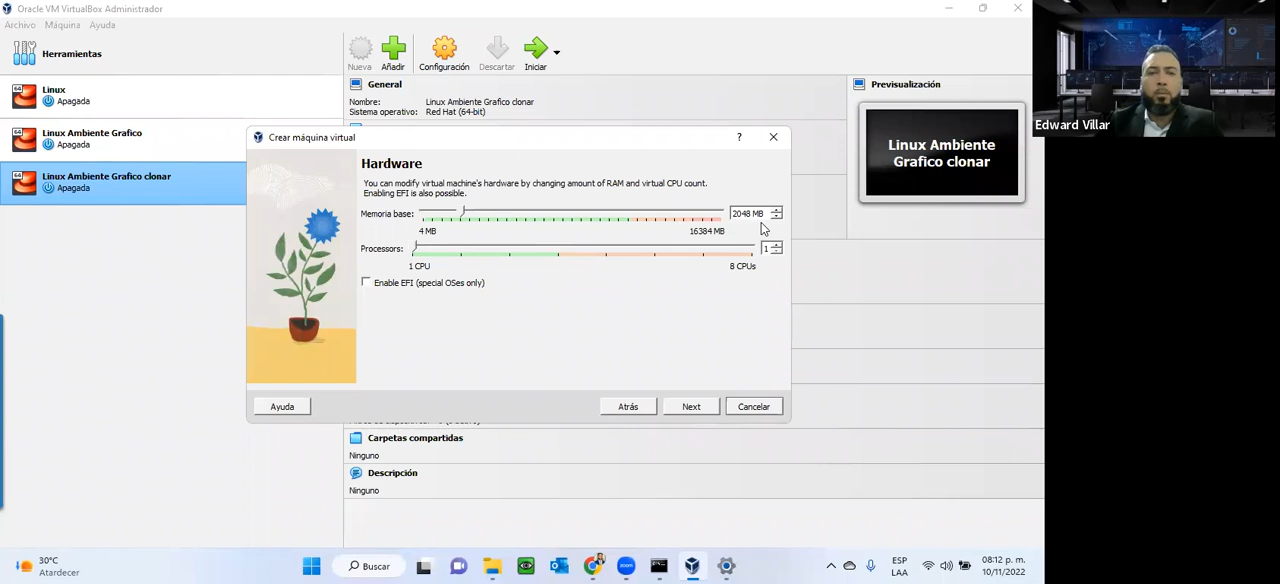 Oracle VM VirtualBox Administrador
Archivo Máquina Ayuda
Herramientas
Nueva Añadir Configuración Descartar Iniciar
Linux
Apagada
Linux Ambiente Grafico
Apagada
Linux Ambiente Grafico clonar
Apagada
General
Nombre: Linux Ambiente Grafico clonar
Sistema operativo: Red Hat (64-bit)
Previsualización
Linux Ambiente
Grafico clonar
Edward Villar
Crear máquina virtual
?
Hardware
You can modify virtual machine's hardware by changing amount of RAM and virtual CPU count.
Enabling EFI is also possible.
Memoria base: 2048 MB
4 MB 16384 MB
Processors: 1
1 CPU 8 CPUs
Enable EFI (special OSes only)
Ayuda Atrás Next Cancelar
Carpetas compartidas
Ninguno
Descripción
Ninguno
30°C
Atardecer
Buscar
ESP
LAA
08:12 p. m.
10/11/2022